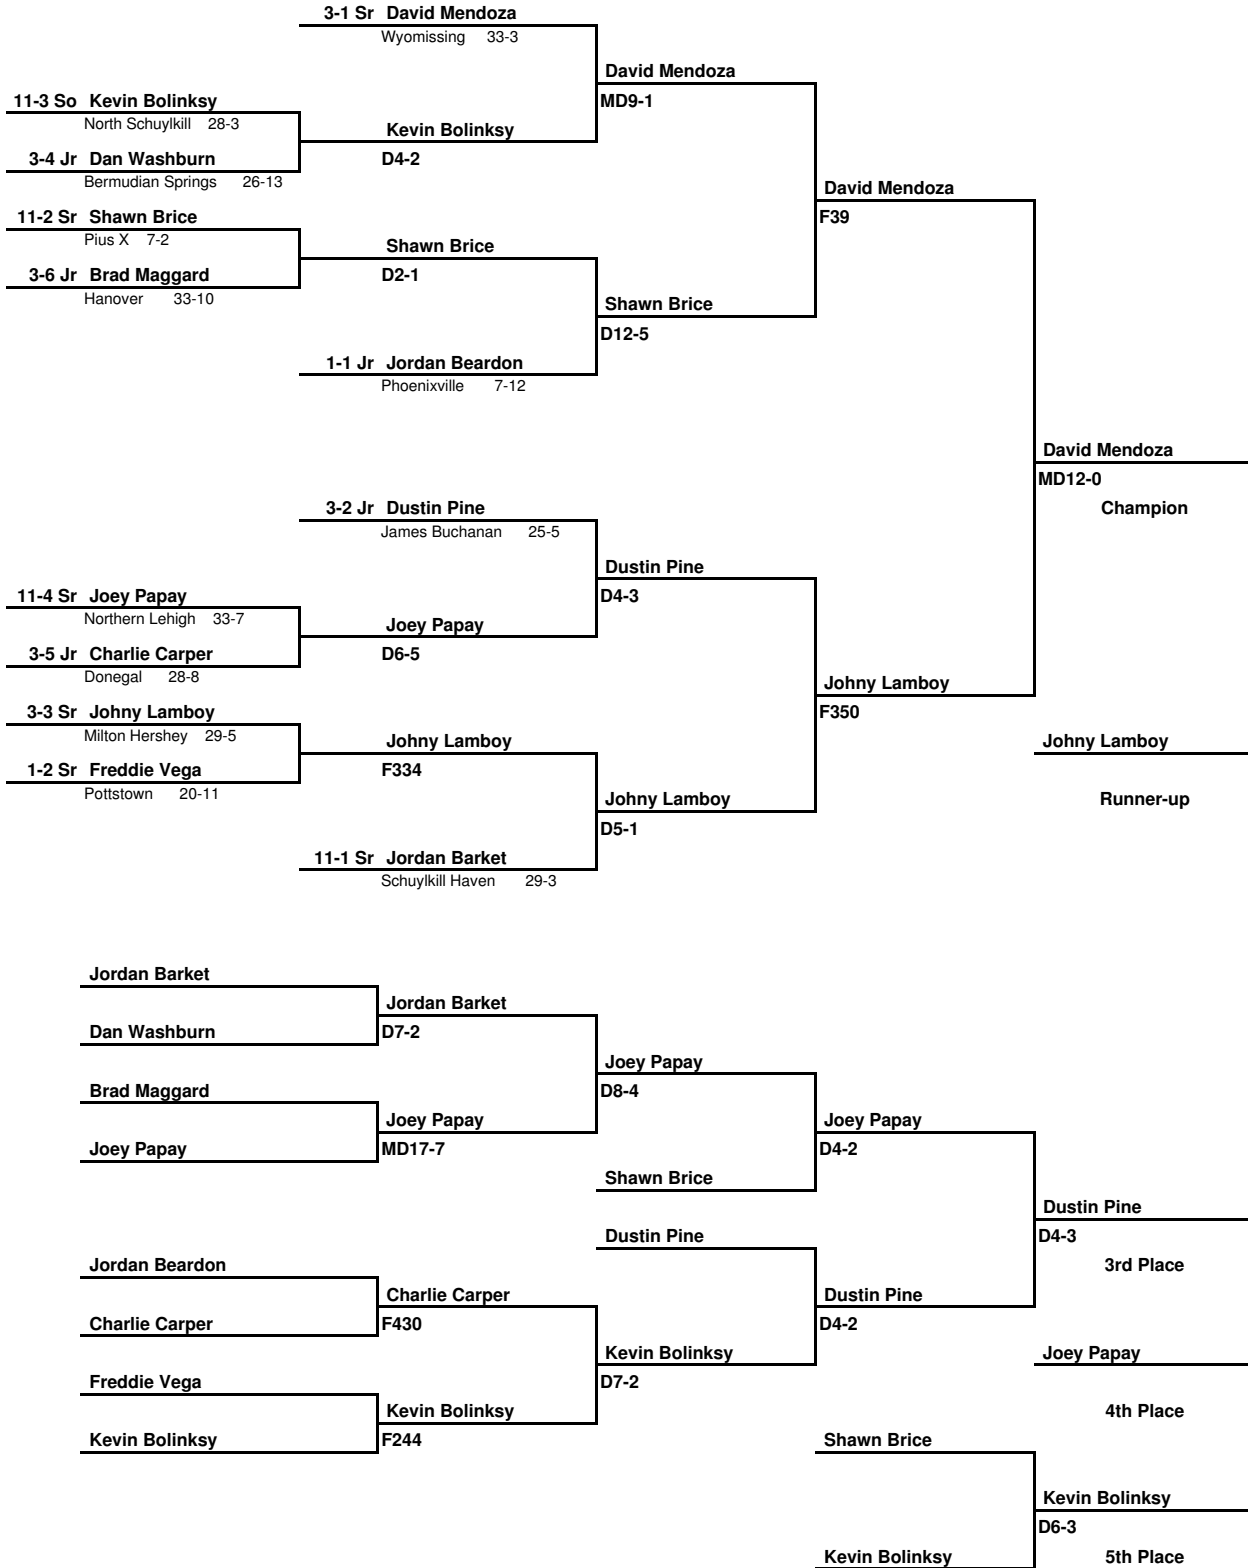 3-1 Sr David Mendoza
Wyomissing 33-3
David Mendoza
11-3 So Kevin Bolinksy
MD9-1
North Schuylkill 28-3
Kevin Bolinksy
3-4 Jr Dan Washburn
D4-2
Bermudian Springs 26-13
David Mendoza
11-2 Sr Shawn Brice
F39
Pius X 7-2
Shawn Brice
3-6 Jr Brad Maggard
D2-1
Hanover 33-10
Shawn Brice
D12-5
1-1 Jr Jordan Beardon
Phoenixville 7-12
David Mendoza
MD12-0
3-2 Jr Dustin Pine
Champion
James Buchanan 25-5
Dustin Pine
11-4 Sr Joey Papay
D4-3
Northern Lehigh 33-7
Joey Papay
3-5 Jr Charlie Carper
D6-5
Donegal 28-8
Johny Lamboy
3-3 Sr Johny Lamboy
F350
Milton Hershey 29-5
Johny Lamboy
Johny Lamboy
1-2 Sr Freddie Vega
F334
Pottstown 20-11
Johny Lamboy
Runner-up
D5-1
11-1 Sr Jordan Barket
Schuylkill Haven 29-3
Jordan Barket
Jordan Barket
Dan Washburn
D7-2
Joey Papay
Brad Maggard
D8-4
Joey Papay
Joey Papay
Joey Papay
MD17-7
D4-2
Shawn Brice
Dustin Pine
Dustin Pine
D4-3
Jordan Beardon
3rd Place
Charlie Carper
Dustin Pine
Charlie Carper
F430
D4-2
Kevin Bolinksy
Joey Papay
Freddie Vega
D7-2
Kevin Bolinksy
4th Place
Kevin Bolinksy
F244
Shawn Brice
Kevin Bolinksy
D6-3
Kevin Bolinksy
5th Place